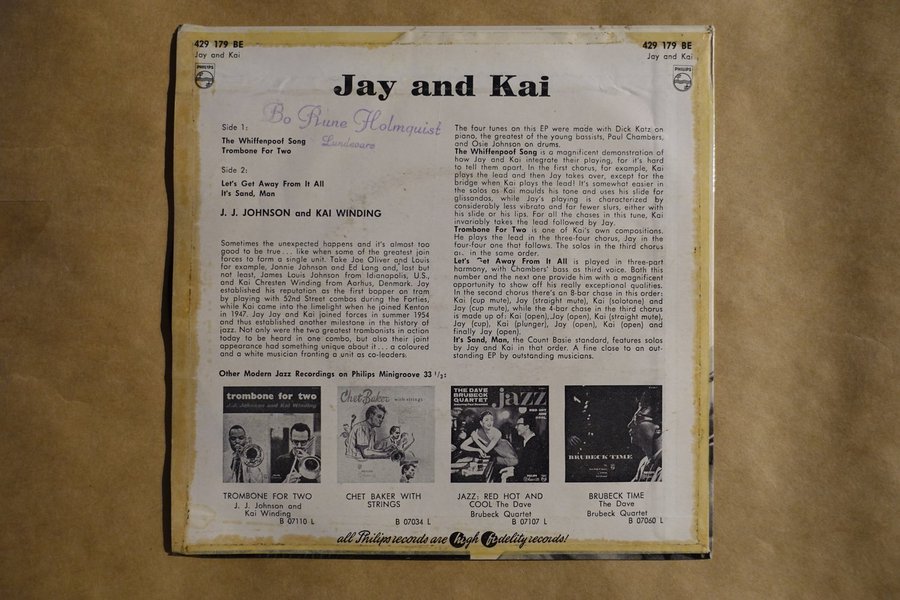 429 179 BE
Jay and Kai
PHILIPS
429 179 BE
Jay and Kai
PHILIPS
Jay and Kai
Bo Rune Holmquist
Lundevare
Side 1:
The Whiffenpoof Song
Trombone For Two
Side 2:
Let's Get Away From It All
It's Sand, Man
J. J. JOHNSON and KAI WINDING
Sometimes the unexpected happens and it's almost too
good to be true... like when some of the greatest join
forces to form a single unit. Take Joe Oliver and Louis
for example, Jonnie Johnson and Ed Lang and, last but
not least, James Louis Johnson from Idianapolis, U.S.,
and Kai Chresten Winding from Aarhus, Denmark. Jay
established his reputation as the first bopper on tram
by playing with 52nd Street combos during the Forties,
while Kai came into the limelight when he joined Kenton
in 1947. Jay Jay and Kai joined forces in summer 1954
and thus established another milestone in the history of
jazz. Not only were the two greatest trombonists in action
today to be heard in one combo, but also their joint
appearance had something unique about it... a coloured
and a white musician fronting a unit as co-leaders.
The four tunes on this EP were made with Dick Katz on
piano, the greatest of the young bassists, Paul Chambers,
and Osie Johnson on drums.
The Whiffenpoof Song is a magnificent demonstration of
how Jay and Kai integrate their playing, for it's hard
to tell them apart. In the first chorus, for example, Kai
plays the lead and then Jay takes over, except for the
bridge when Kai plays the lead! It's somewhat easier in
the solos as Kai moulds his tone and uses his slide for
glissandos, while Jay's playing is characterized by
considerably less vibrato and far fewer slurs, either with
his slide or his lips. For all the chases in this tune, Kai
invariably takes the lead followed by Jay.
Trombone For Two is one of Kai's own compositions.
He plays the lead in the three-four chorus, Jay in the
four-four one that follows. The solos in the third chorus
in the same order.
Let's Get Away From It All is played in three-part
harmony, with Chambers' bass as third voice. Both this
number and the next one provide him with a magnificent
opportunity to show off his really exceptional qualities.
In the second chorus there's an 8-bar chase in this order:
Kai (cup mute), Jay (straight mute), Kai (solotone) and
Jay (cup mute), while the 4-bar chase in the third chorus
is made up of: Kai (open), Jay (open), Kai (straight mute),
Jay (cup), Kai (plunger), Jay (open), Kai (open) and
finally Jay (open).
It's Sand, Man, the Count Basie standard, features solos
by Jay and Kai in that order. A fine close to an out-
standing EP by outstanding musicians.
Other Modern Jazz Recordings on Philips Minigroove 33 1/3:
trombone for two
J.J. Johnson and Kai Winding
Chet Baker with strings
THE DAVE
BRUBECK
QUARTET
jazz
RED HOT
AND
COOL
BRUBECK TIME
TROMBONE FOR TWO
J. J. Johnson and
Kai Winding
B 07110 L
CHET BAKER WITH
STRINGS
B 07034 L
JAZZ: RED HOT AND
COOL The Dave
Brubeck Quartet
B 07107 L
BRUBECK TIME
The Dave
Brubeck Quartet
B 07060 L
all Philips records are high fidelity records!